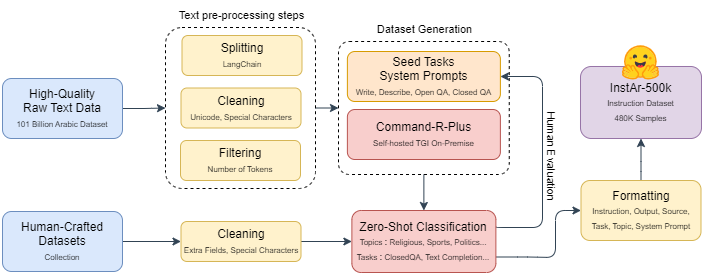 Text pre-processing steps
Splitting
LangChain
Cleaning
Unicode, Special Characters
Filtering
Number of Tokens
High-Quality
Raw Text Data
101 Billion Arabic Dataset
Dataset Generation
Seed Tasks
System Prompts
Write, Describe, Open QA, Closed QA
Command-R-Plus
Self-hosted TGI On-Premise
Human Evaluation
InstAr-500k
Instruction Dataset
480K Samples
Human-Crafted
Datasets
Collection
Cleaning
Extra Fields, Special Characters
Zero-Shot Classification
Topics : Religious, Sports, Politics...
Tasks : ClosedQA, Text Completion...
Formatting
Instruction, Output, Source,
Task, Topic, System Prompt